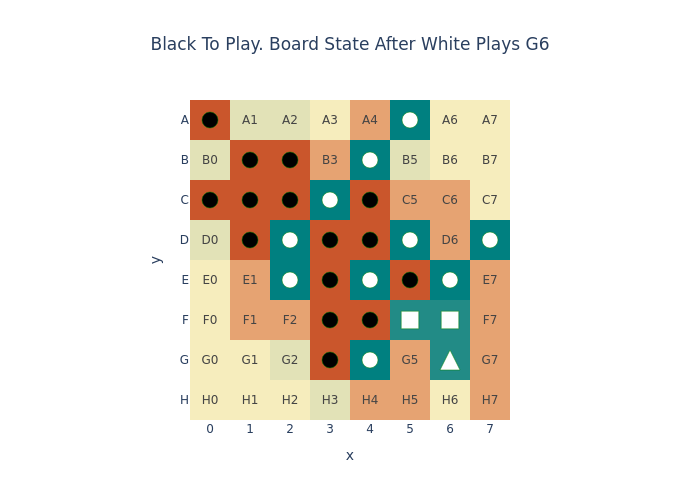 Black To Play. Board State After White Plays G6
A A1 A2 A3 A4 A6 A7
B B0 B3 B5 B6 B7
C C5 C6 C7
D D0 D6
E E0 E1 E7
F F0 F1 F2 F7
G G0 G1 G2 G5 G7
H H0 H1 H2 H3 H4 H5 H6 H7
0 1 2 3 4 5 6 7
x
y